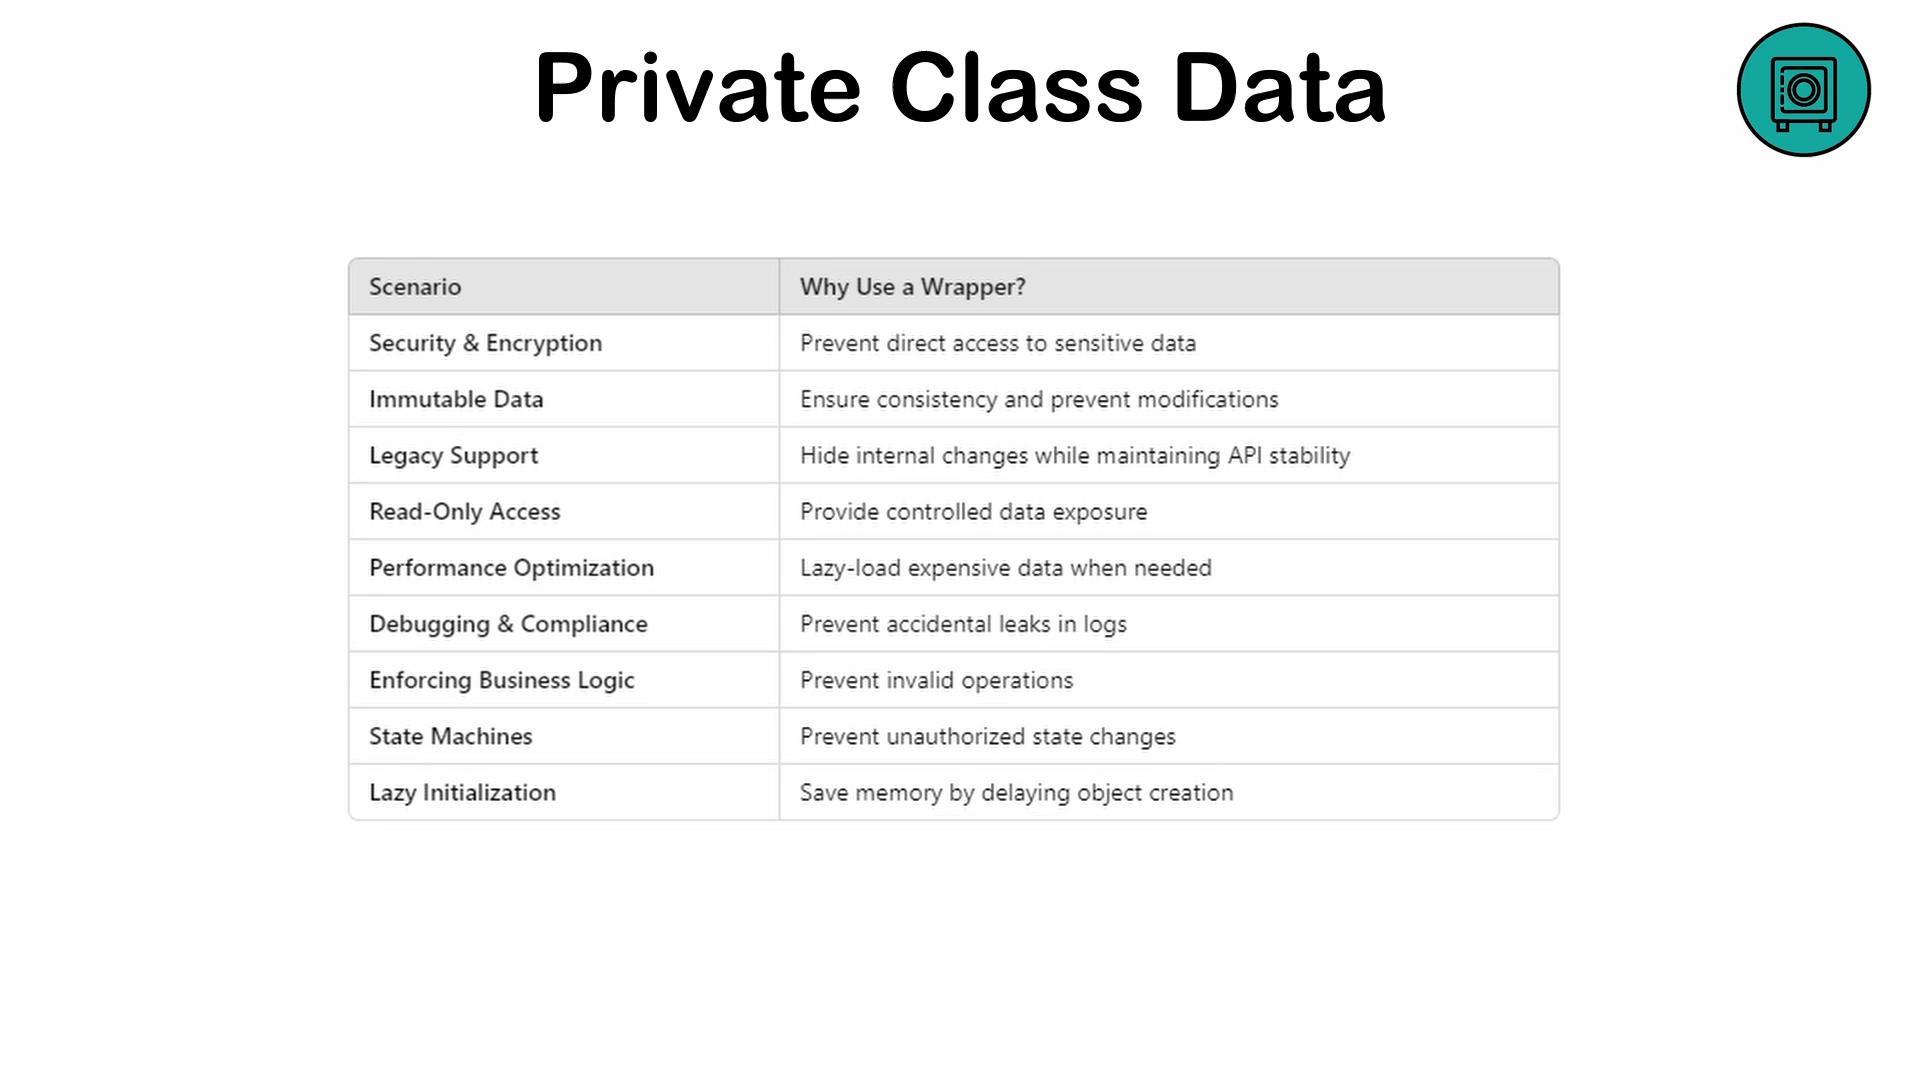 Private Class Data
Scenario Why Use a Wrapper?
Security & Encryption Prevent direct access to sensitive data
Immutable Data Ensure consistency and prevent modifications
Legacy Support Hide internal changes while maintaining API stability
Read-Only Access Provide controlled data exposure
Performance Optimization Lazy-load expensive data when needed
Debugging & Compliance Prevent accidental leaks in logs
Enforcing Business Logic Prevent invalid operations
State Machines Prevent unauthorized state changes
Lazy Initialization Save memory by delaying object creation